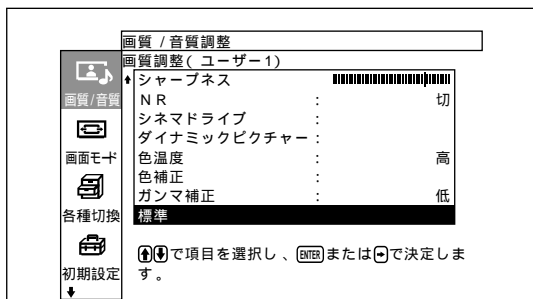 画質 / 音質調整
画質調整( ユーザー1)
シャープネス
NR : 切
シネマドライブ :
ダイナミックピクチャー :
色温度 : 高
色補正 :
ガンマ補正 : 低
標準
で項目を選択し、ENTERまたはで決定しま
す。
画質/音質
画面モード
各種切換
初期設定